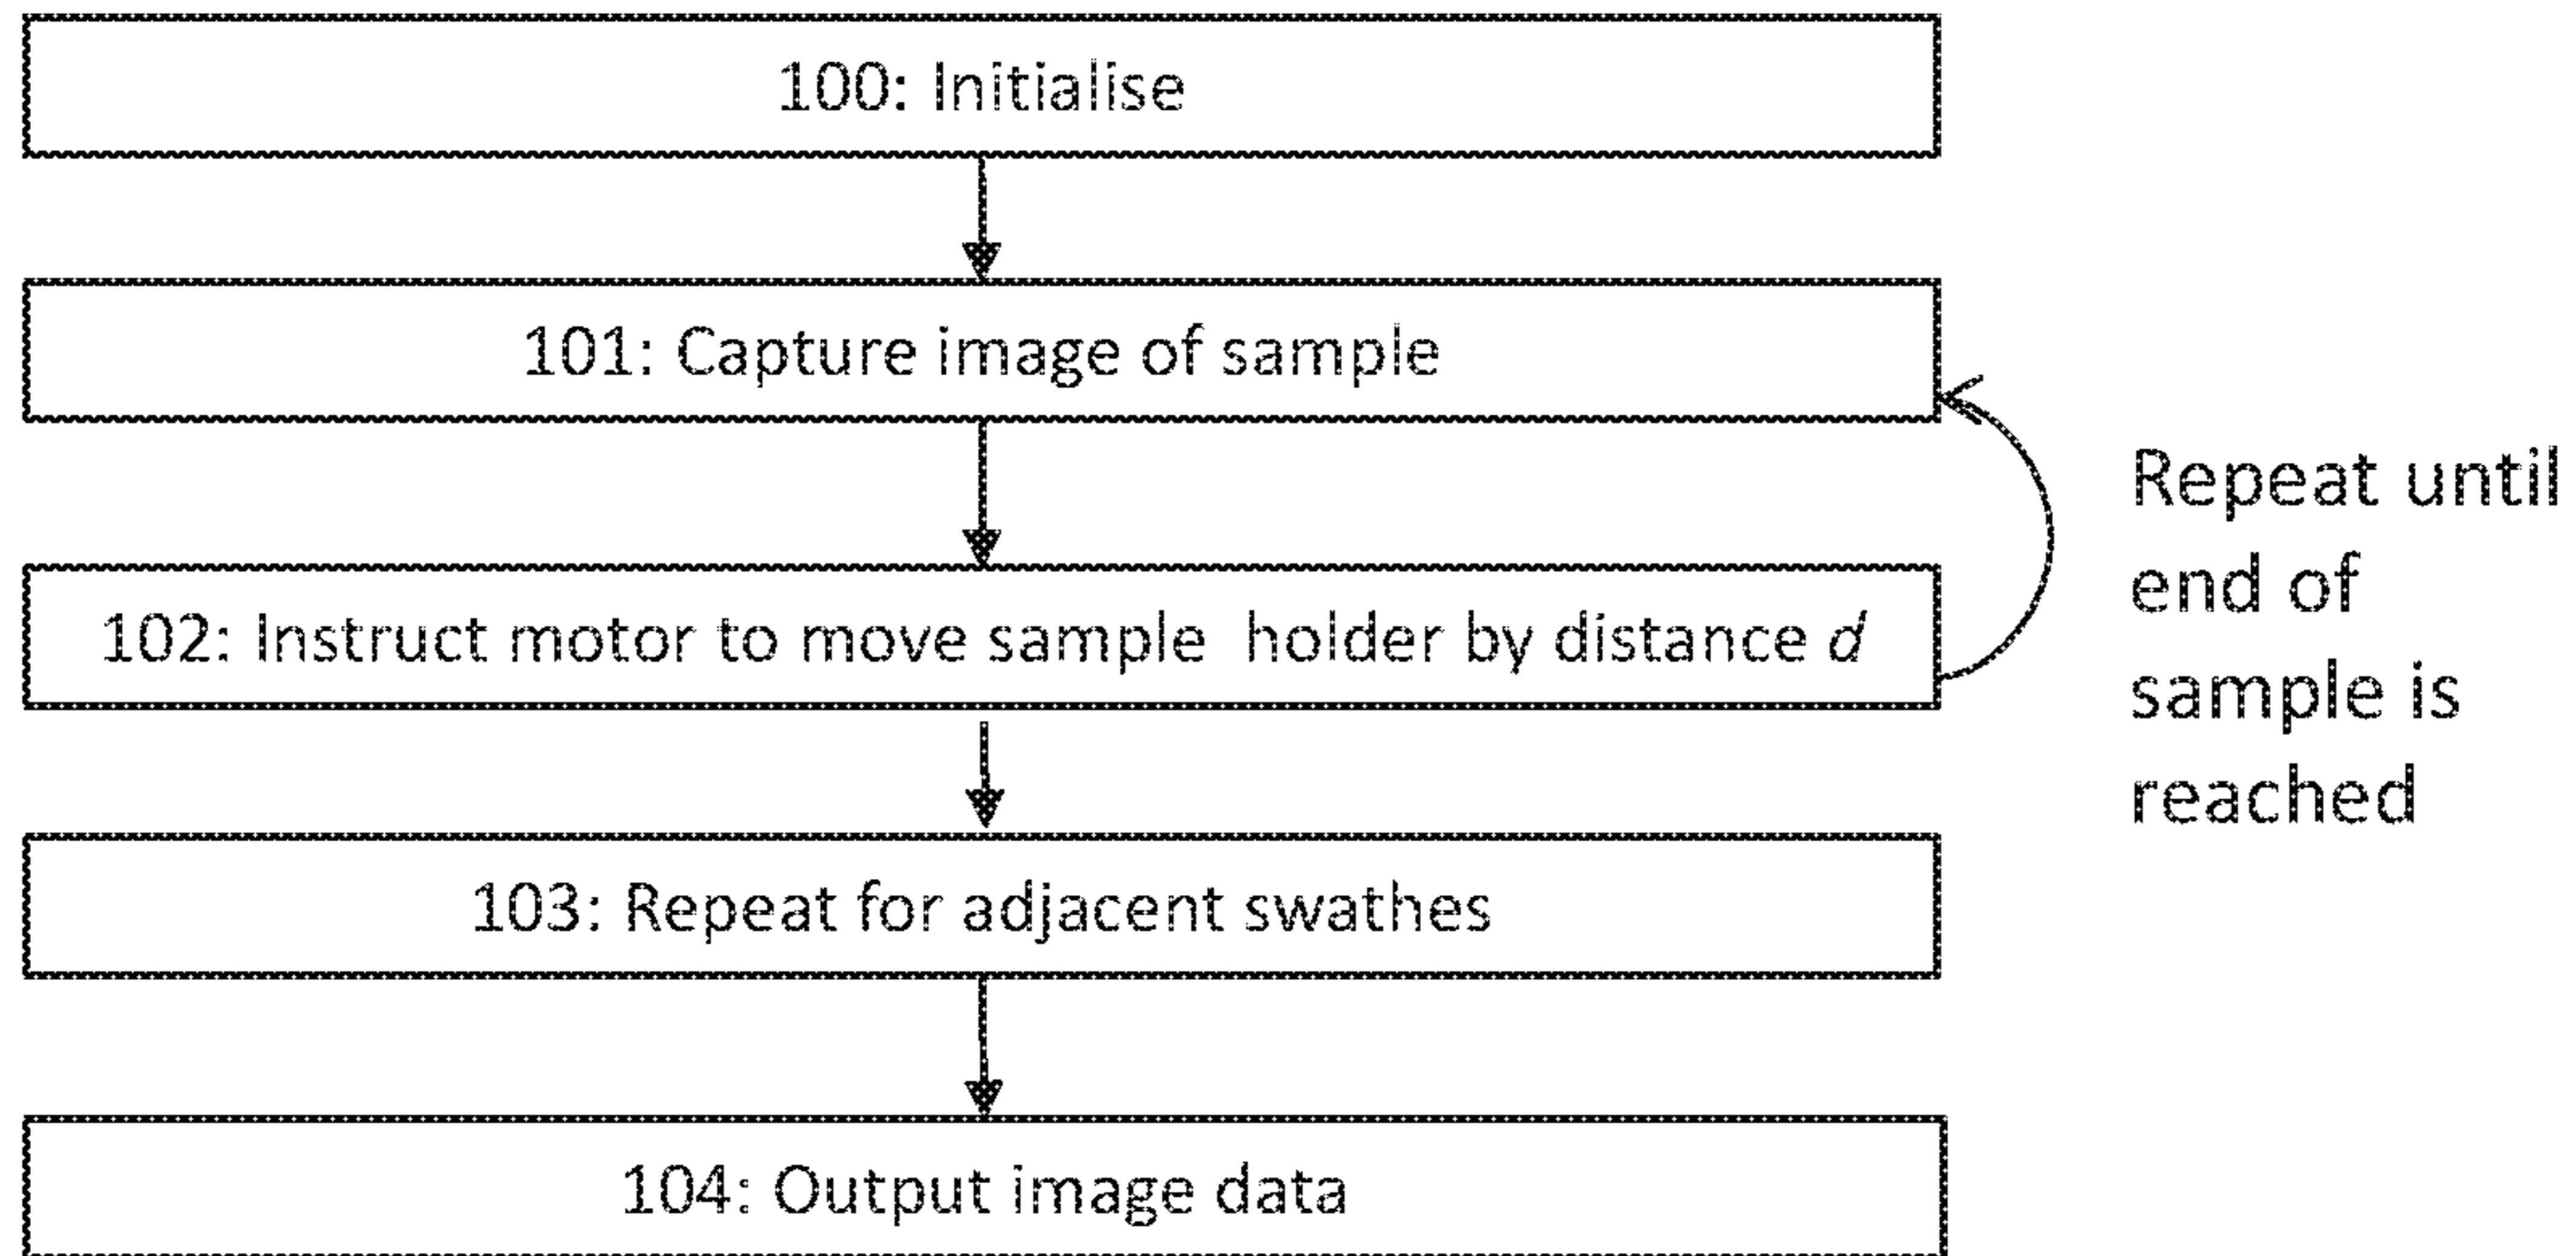 100: Initialise
101: Capture image of sample
102: Instruct motor to move sample holder by distance d
Repeat until
end of
sample is
reached
103: Repeat for adjacent swathes
104: Output image data